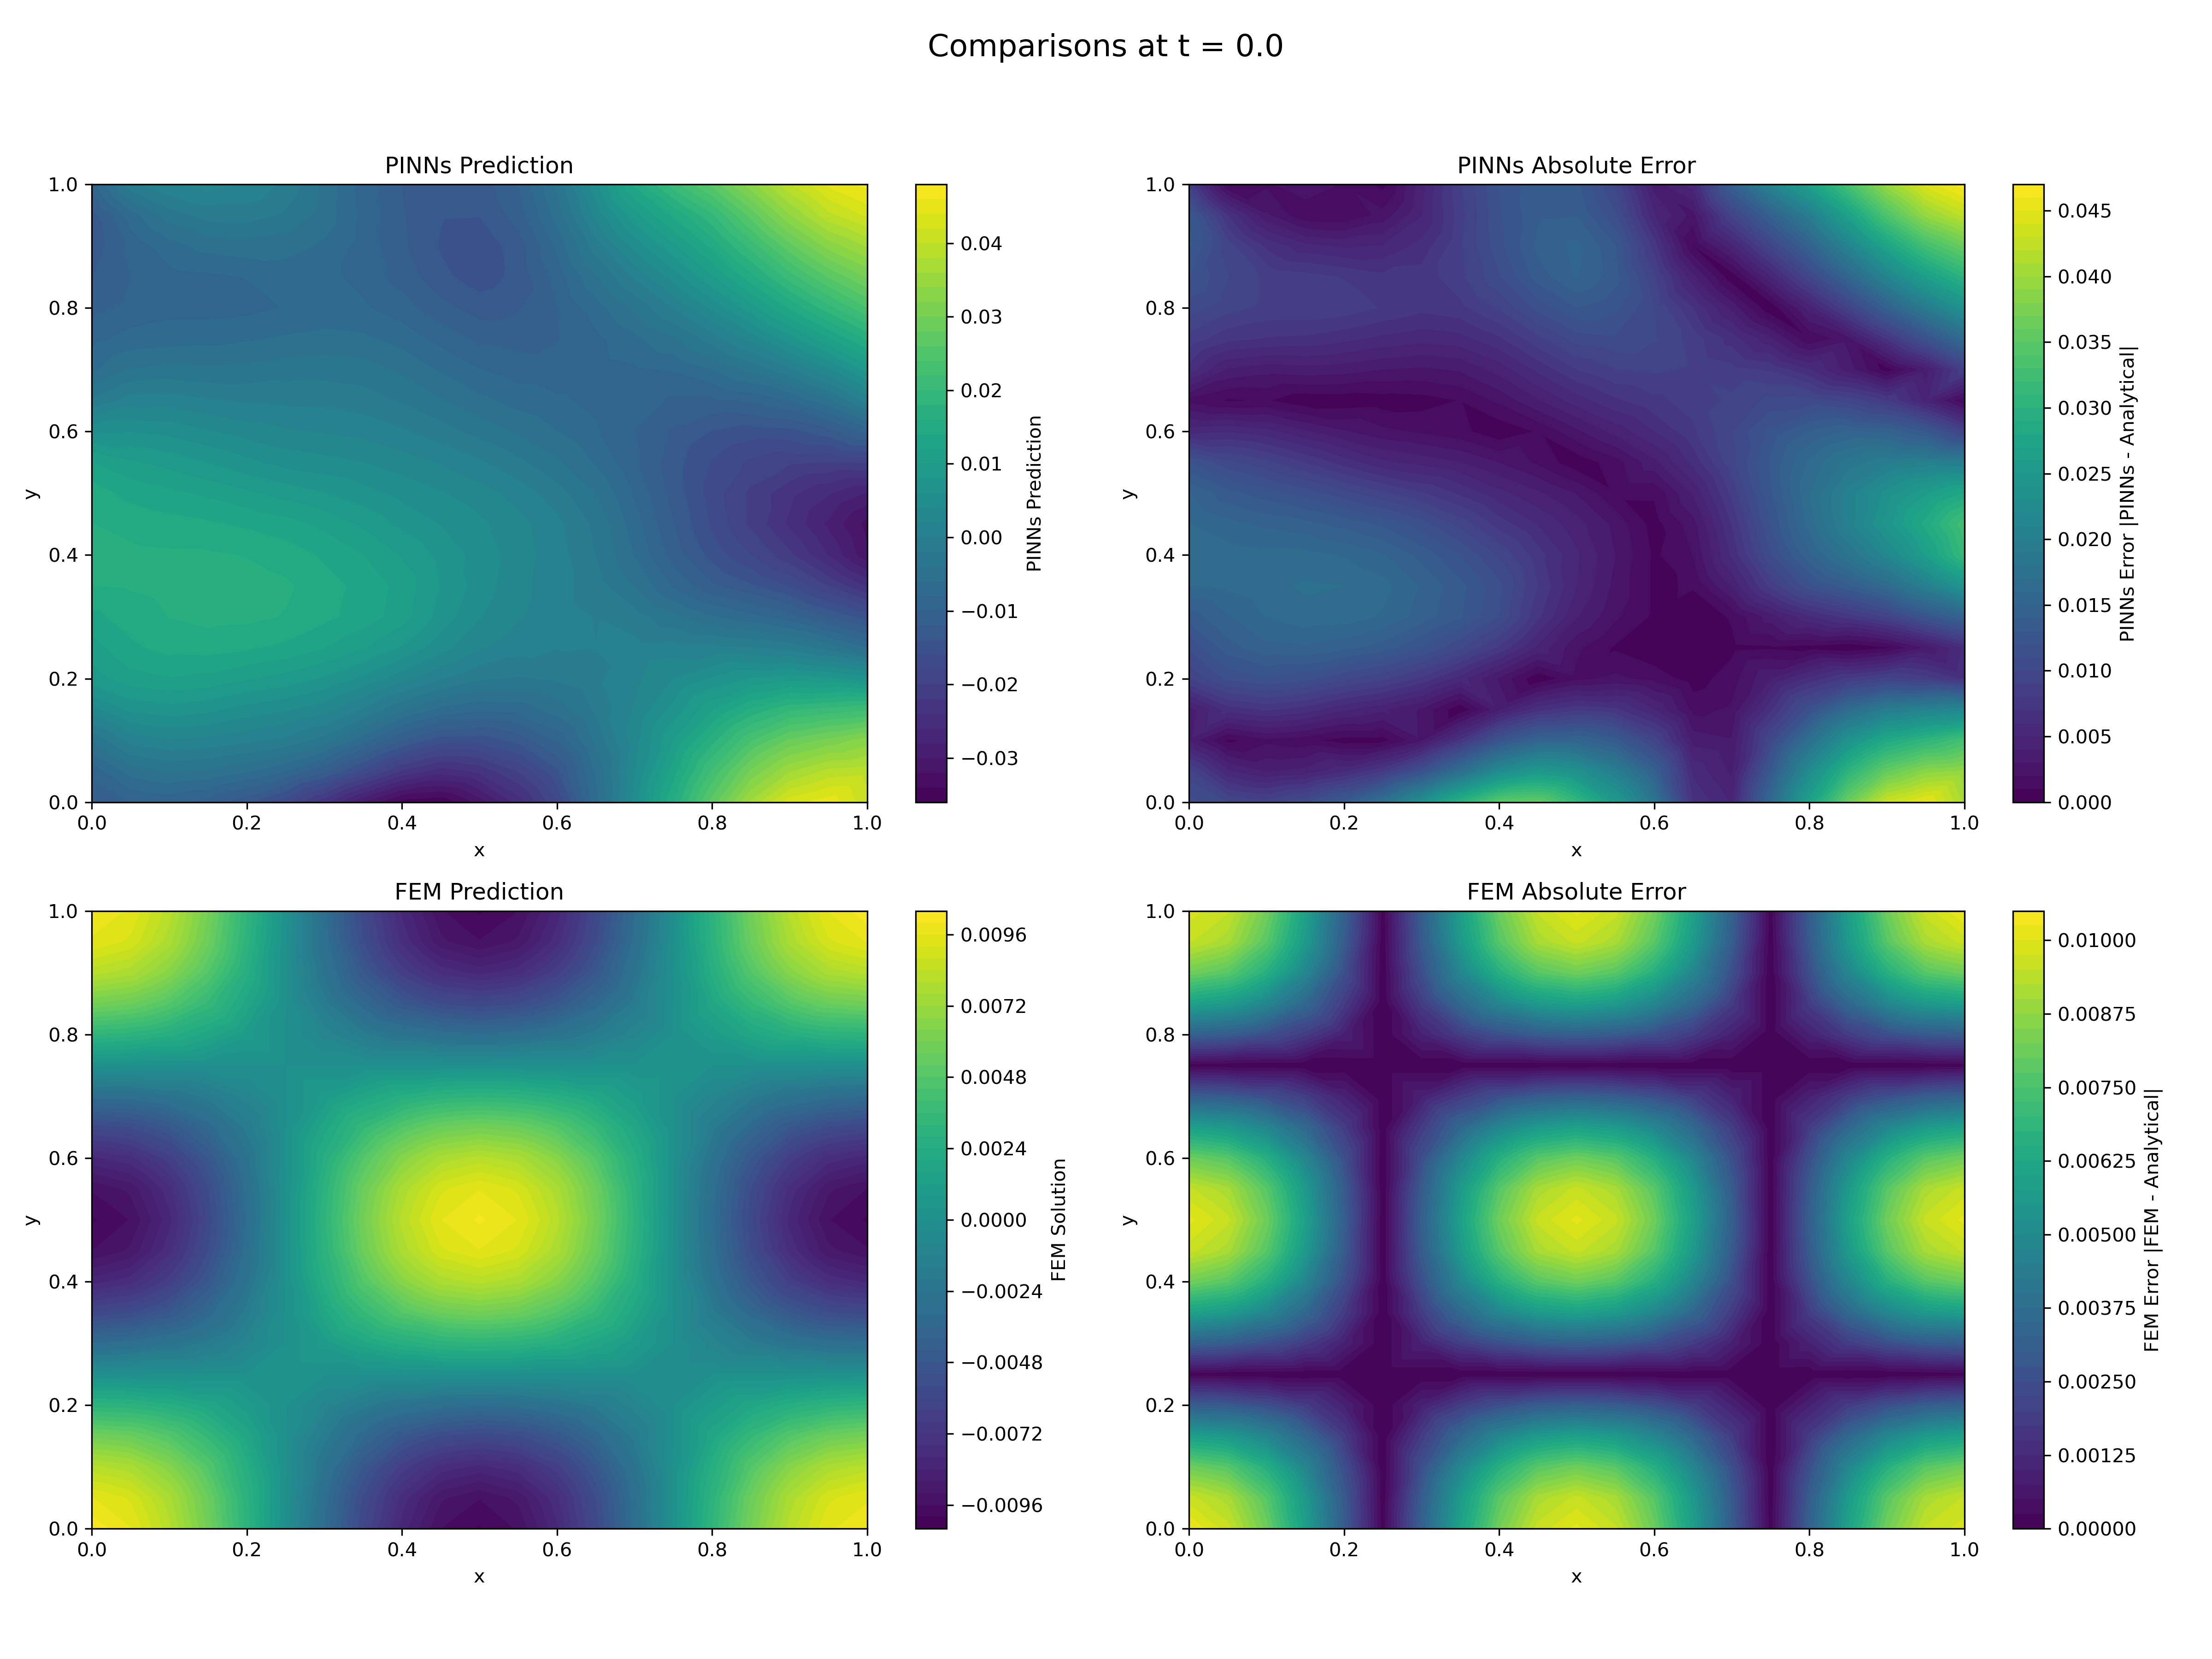 Comparisons at t = 0.0
PINNs Prediction
1.0
0.8
0.6
0.4
0.2
0.0
y
0.0 0.2 0.4 0.6 0.8 1.0
x
0.04
0.03
0.02
0.01
0.00
−0.01
−0.02
−0.03
PINNs Prediction
PINNs Absolute Error
1.0
0.8
0.6
0.4
0.2
0.0
y
0.0 0.2 0.4 0.6 0.8 1.0
x
0.045
0.040
0.035
0.030
0.025
0.020
0.015
0.010
0.005
0.000
PINNs Error |PINNs - Analytical|
FEM Prediction
1.0
0.8
0.6
0.4
0.2
0.0
y
0.0 0.2 0.4 0.6 0.8 1.0
x
0.0096
0.0072
0.0048
0.0024
0.0000
−0.0024
−0.0048
−0.0072
−0.0096
FEM Solution
FEM Absolute Error
1.0
0.8
0.6
0.4
0.2
0.0
y
0.0 0.2 0.4 0.6 0.8 1.0
x
0.01000
0.00875
0.00750
0.00625
0.00500
0.00375
0.00250
0.00125
0.00000
FEM Error |FEM - Analytical|